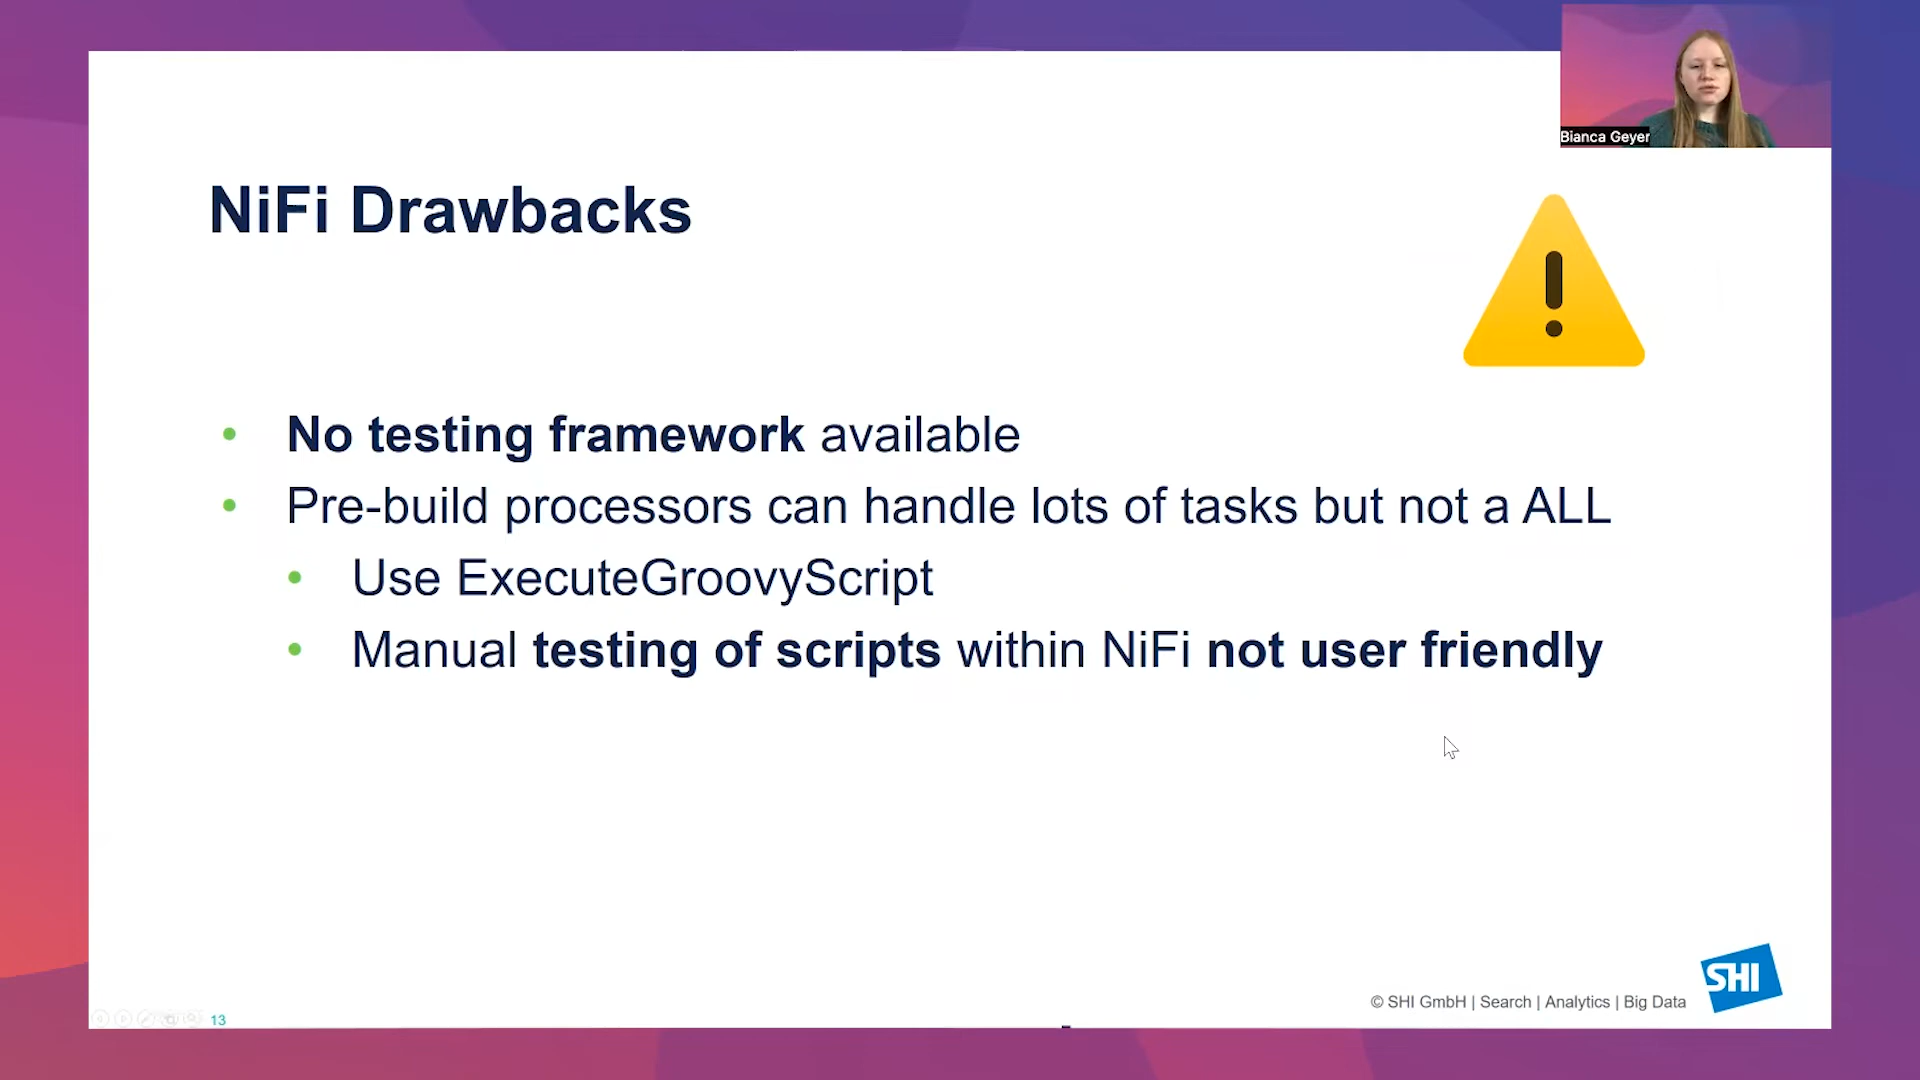 Bianca Geyer
NiFi Drawbacks
No testing framework available
Pre-build processors can handle lots of tasks but not a ALL
Use ExecuteGroovyScript
Manual testing of scripts within NiFi not user friendly
SHI
© SHI GmbH | Search | Analytics | Big Data
13